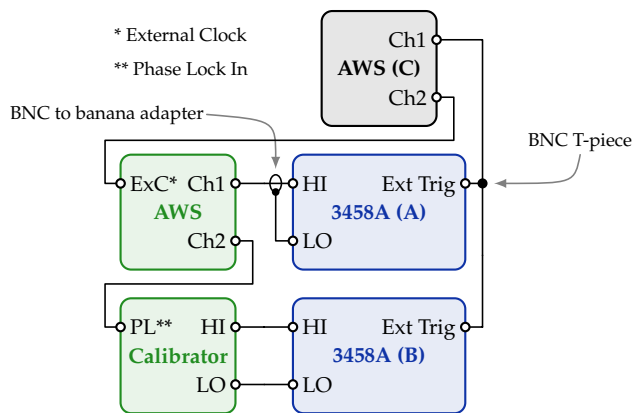 * External Clock
** Phase Lock In
Ch1
AWS (C)
Ch2
BNC to banana adapter
BNC T-piece
ExC* Ch1
AWS
Ch2
HI Ext Trig
3458A (A)
LO
PL** HI
Calibrator
LO
HI Ext Trig
3458A (B)
LO